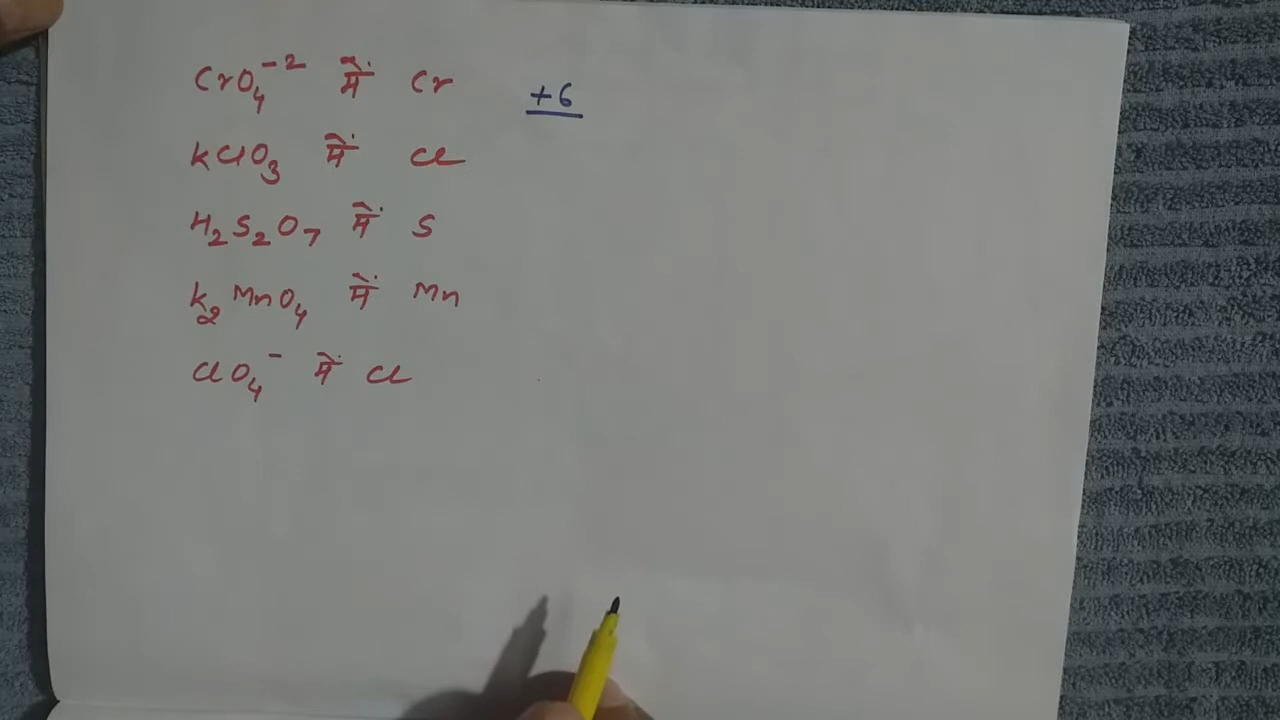 CrO₄⁻² में Cr +6
KClO₃ में Cl
H₂S₂O₇ में S
K₂MnO₄ में Mn
ClO₄⁻ में Cl